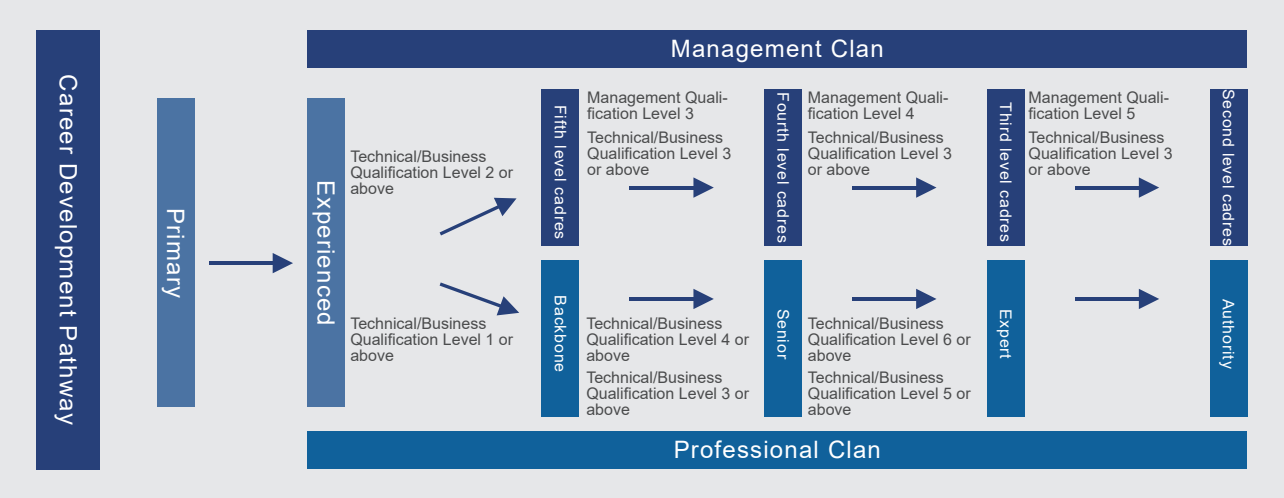 Career Development Pathway
Management Clan
Primary
Experienced
Technical/Business
Qualification Level 2 or
above
Technical/Business
Qualification Level 1 or
above
Fifth level cadres
Management Quali-
fication Level 3
Technical/Business
Qualification Level 3
or above
Fourth level cadres
Management Quali-
fication Level 4
Technical/Business
Qualification Level 3
or above
Third level cadres
Management Quali-
fication Level 5
Technical/Business
Qualification Level 3
or above
Second level cadres
Backbone
Technical/Business
Qualification Level 4 or
above
Technical/Business
Qualification Level 3 or
above
Senior
Technical/Business
Qualification Level 6 or
above
Technical/Business
Qualification Level 5 or
above
Expert
Authority
Professional Clan